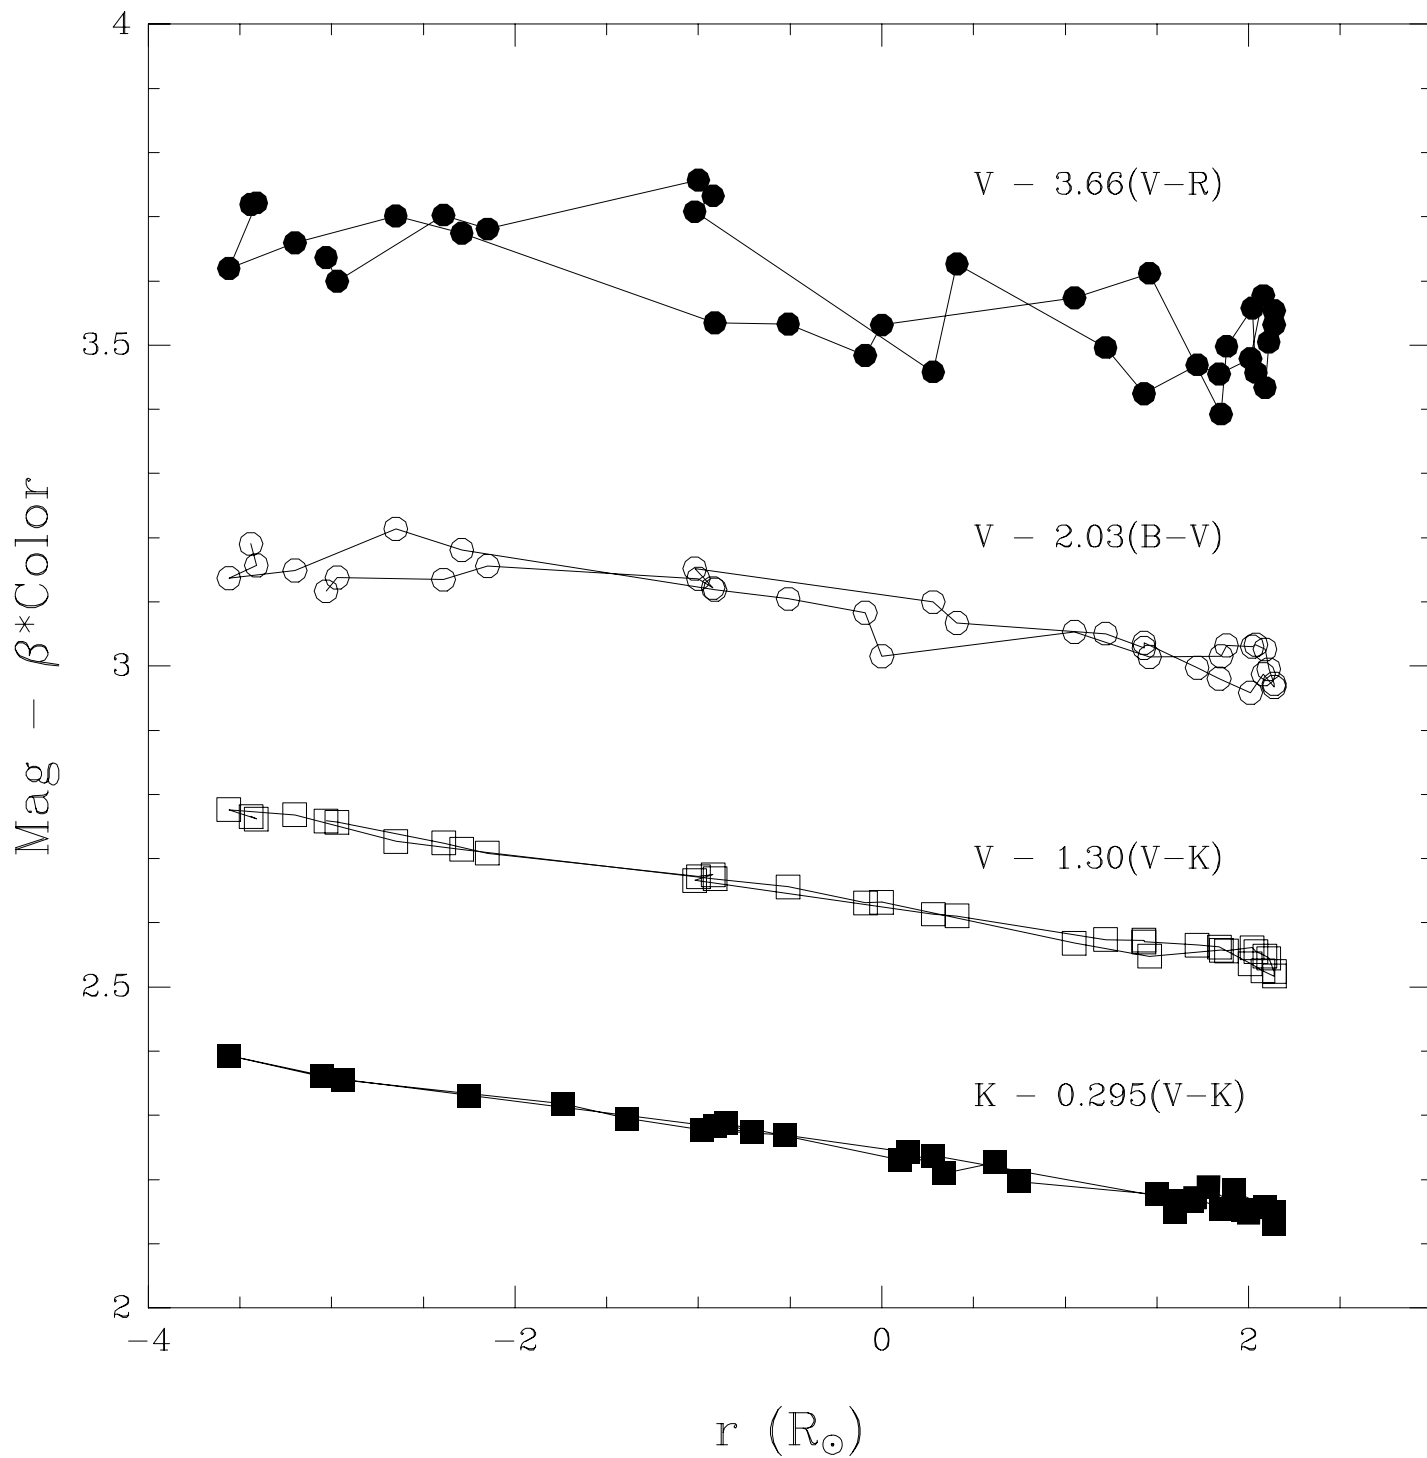 4
3.5
3
2.5
2
-4
-2
0
2
Mag - β*Color
r (R☉)
V - 3.66(V-R)
V - 2.03(B-V)
V - 1.30(V-K)
K - 0.295(V-K)